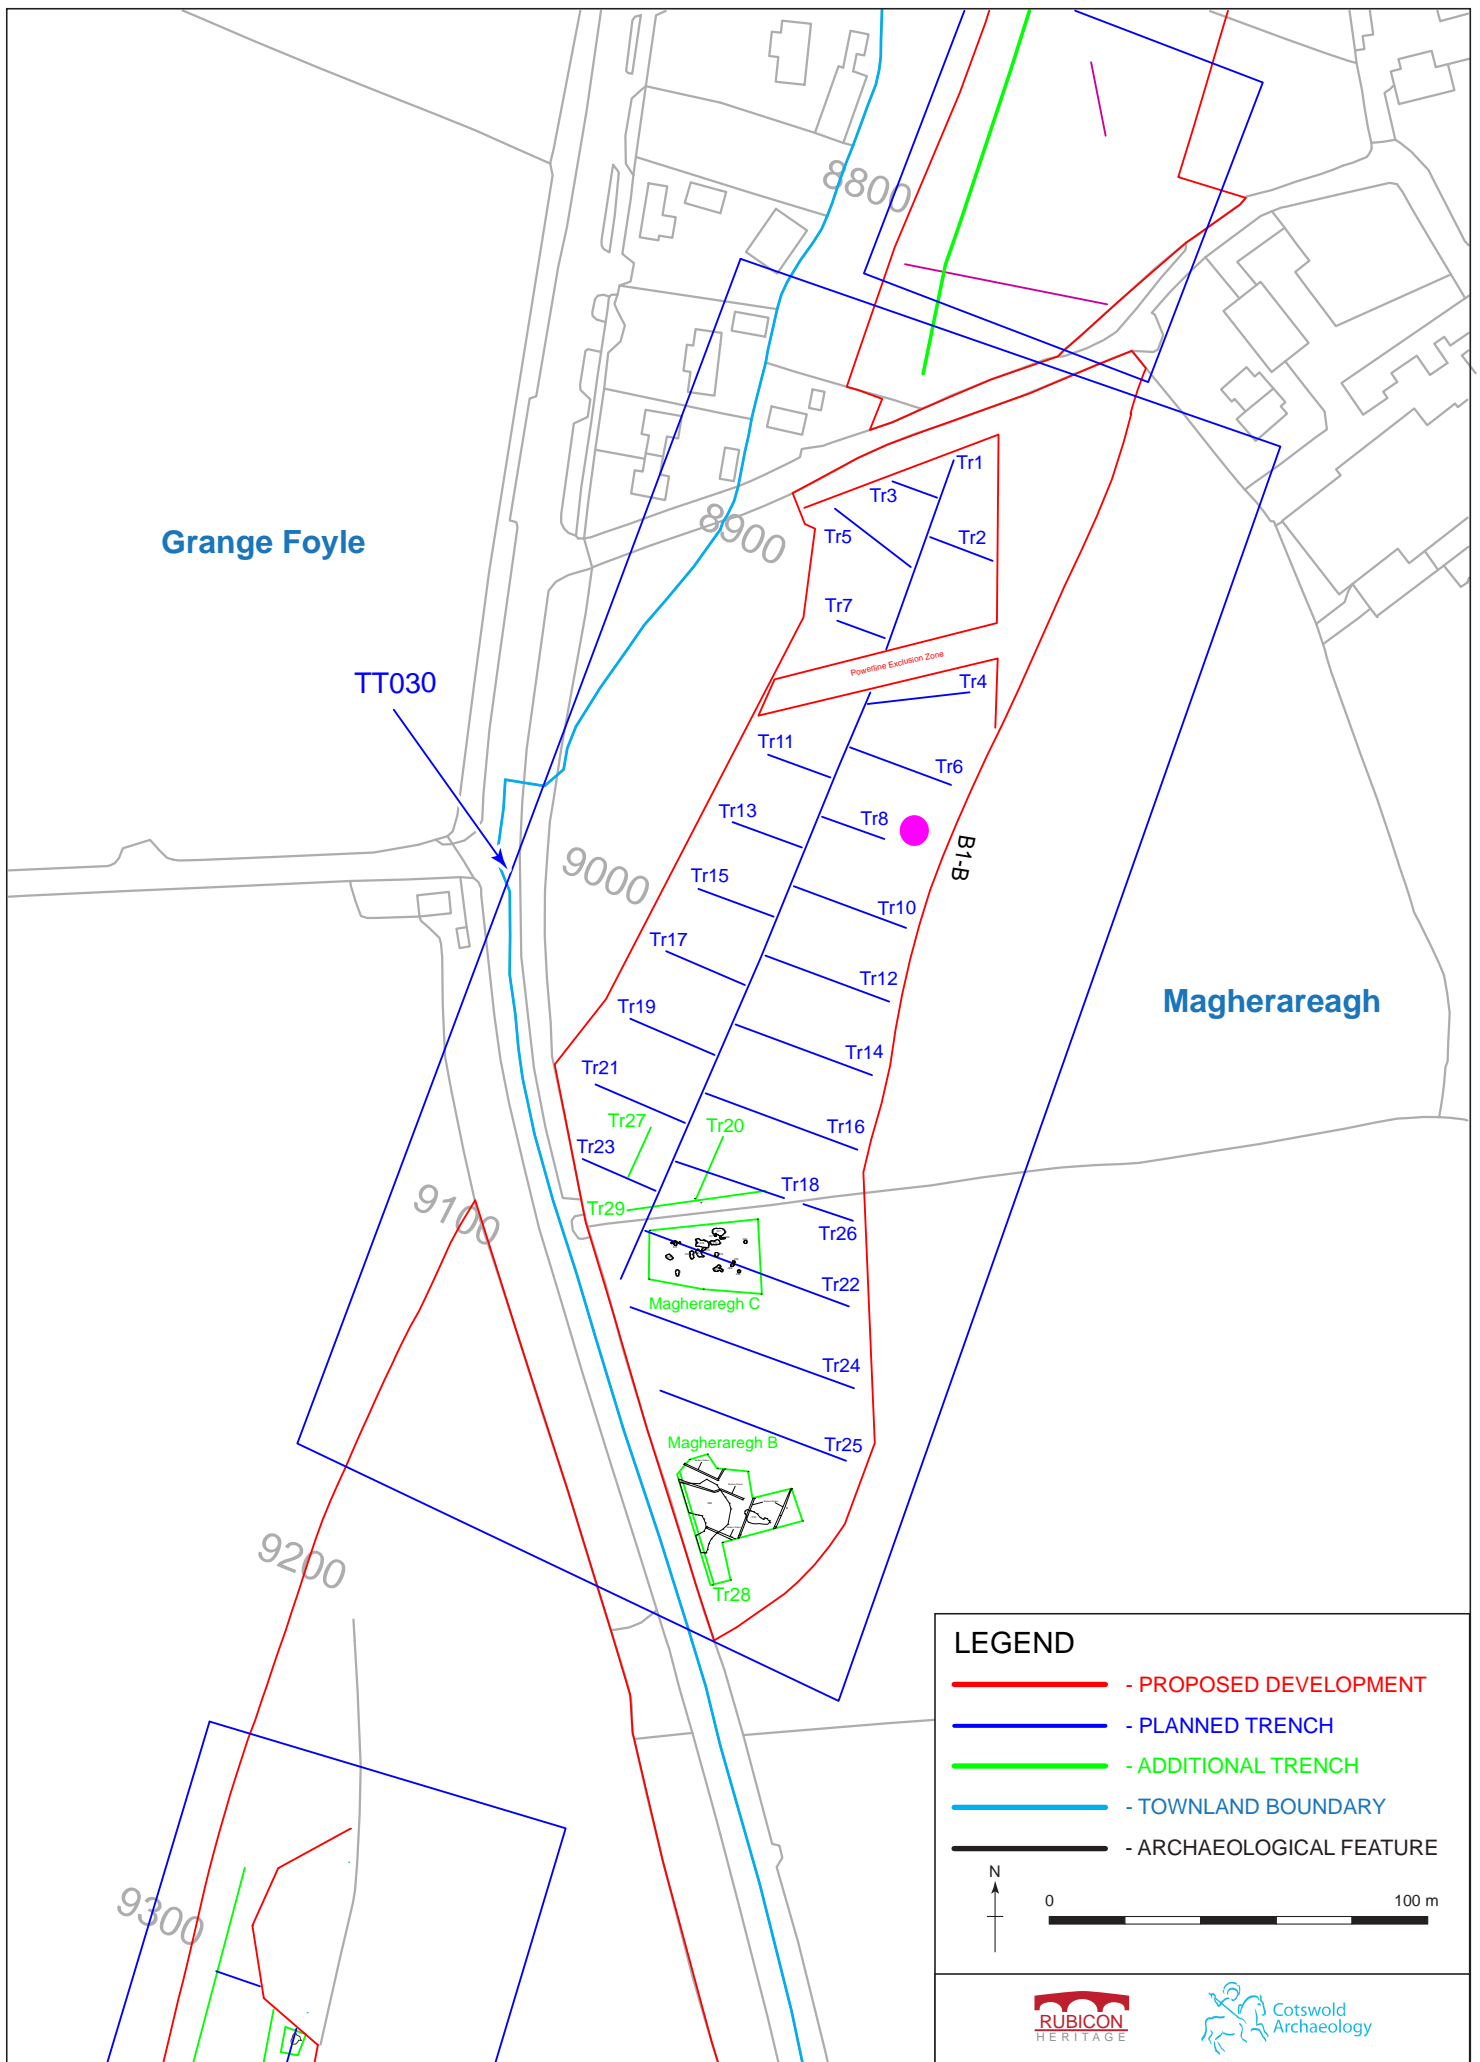 8800
Tr1
Tr3
8900
Tr5
Tr2
Grange Foyle
Tr7
Powerline Exclusion Zone
TT030
Tr4
Tr11
Tr6
Tr13
Tr8
B1-B
9000
Tr15
Tr10
Tr17
Tr12
Magherareagh
Tr19
Tr14
Tr21
Tr27
Tr20
Tr16
Tr23
Tr18
9100
Tr29
Tr26
Tr22
Magheraregh C
Tr24
Magheraregh B
Tr25
9200
Tr28
LEGEND
- PROPOSED DEVELOPMENT
- PLANNED TRENCH
- ADDITIONAL TRENCH
- TOWNLAND BOUNDARY
- ARCHAEOLOGICAL FEATURE
N
0 100 m
9300
RUBICON
HERITAGE
Cotswold
Archaeology